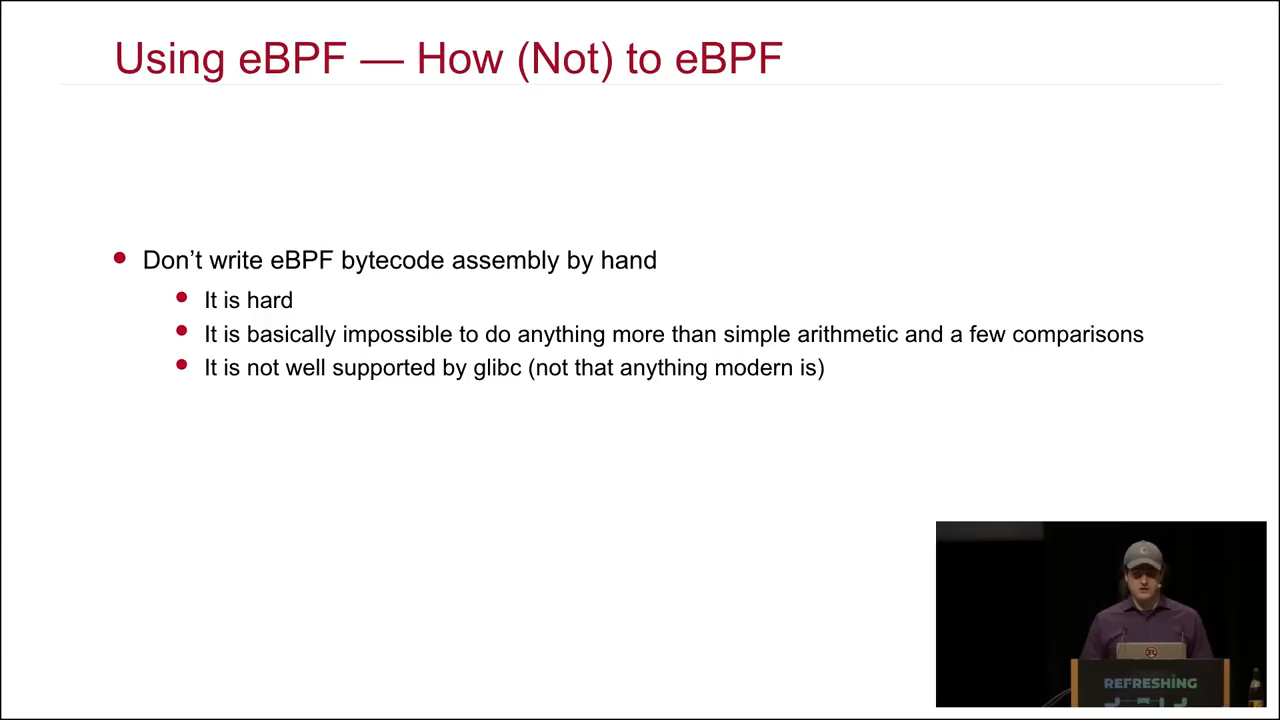 Using eBPF — How (Not) to eBPF
Don’t write eBPF bytecode assembly by hand
It is hard
It is basically impossible to do anything more than simple arithmetic and a few comparisons
It is not well supported by glibc (not that anything modern is)
REFRESHING